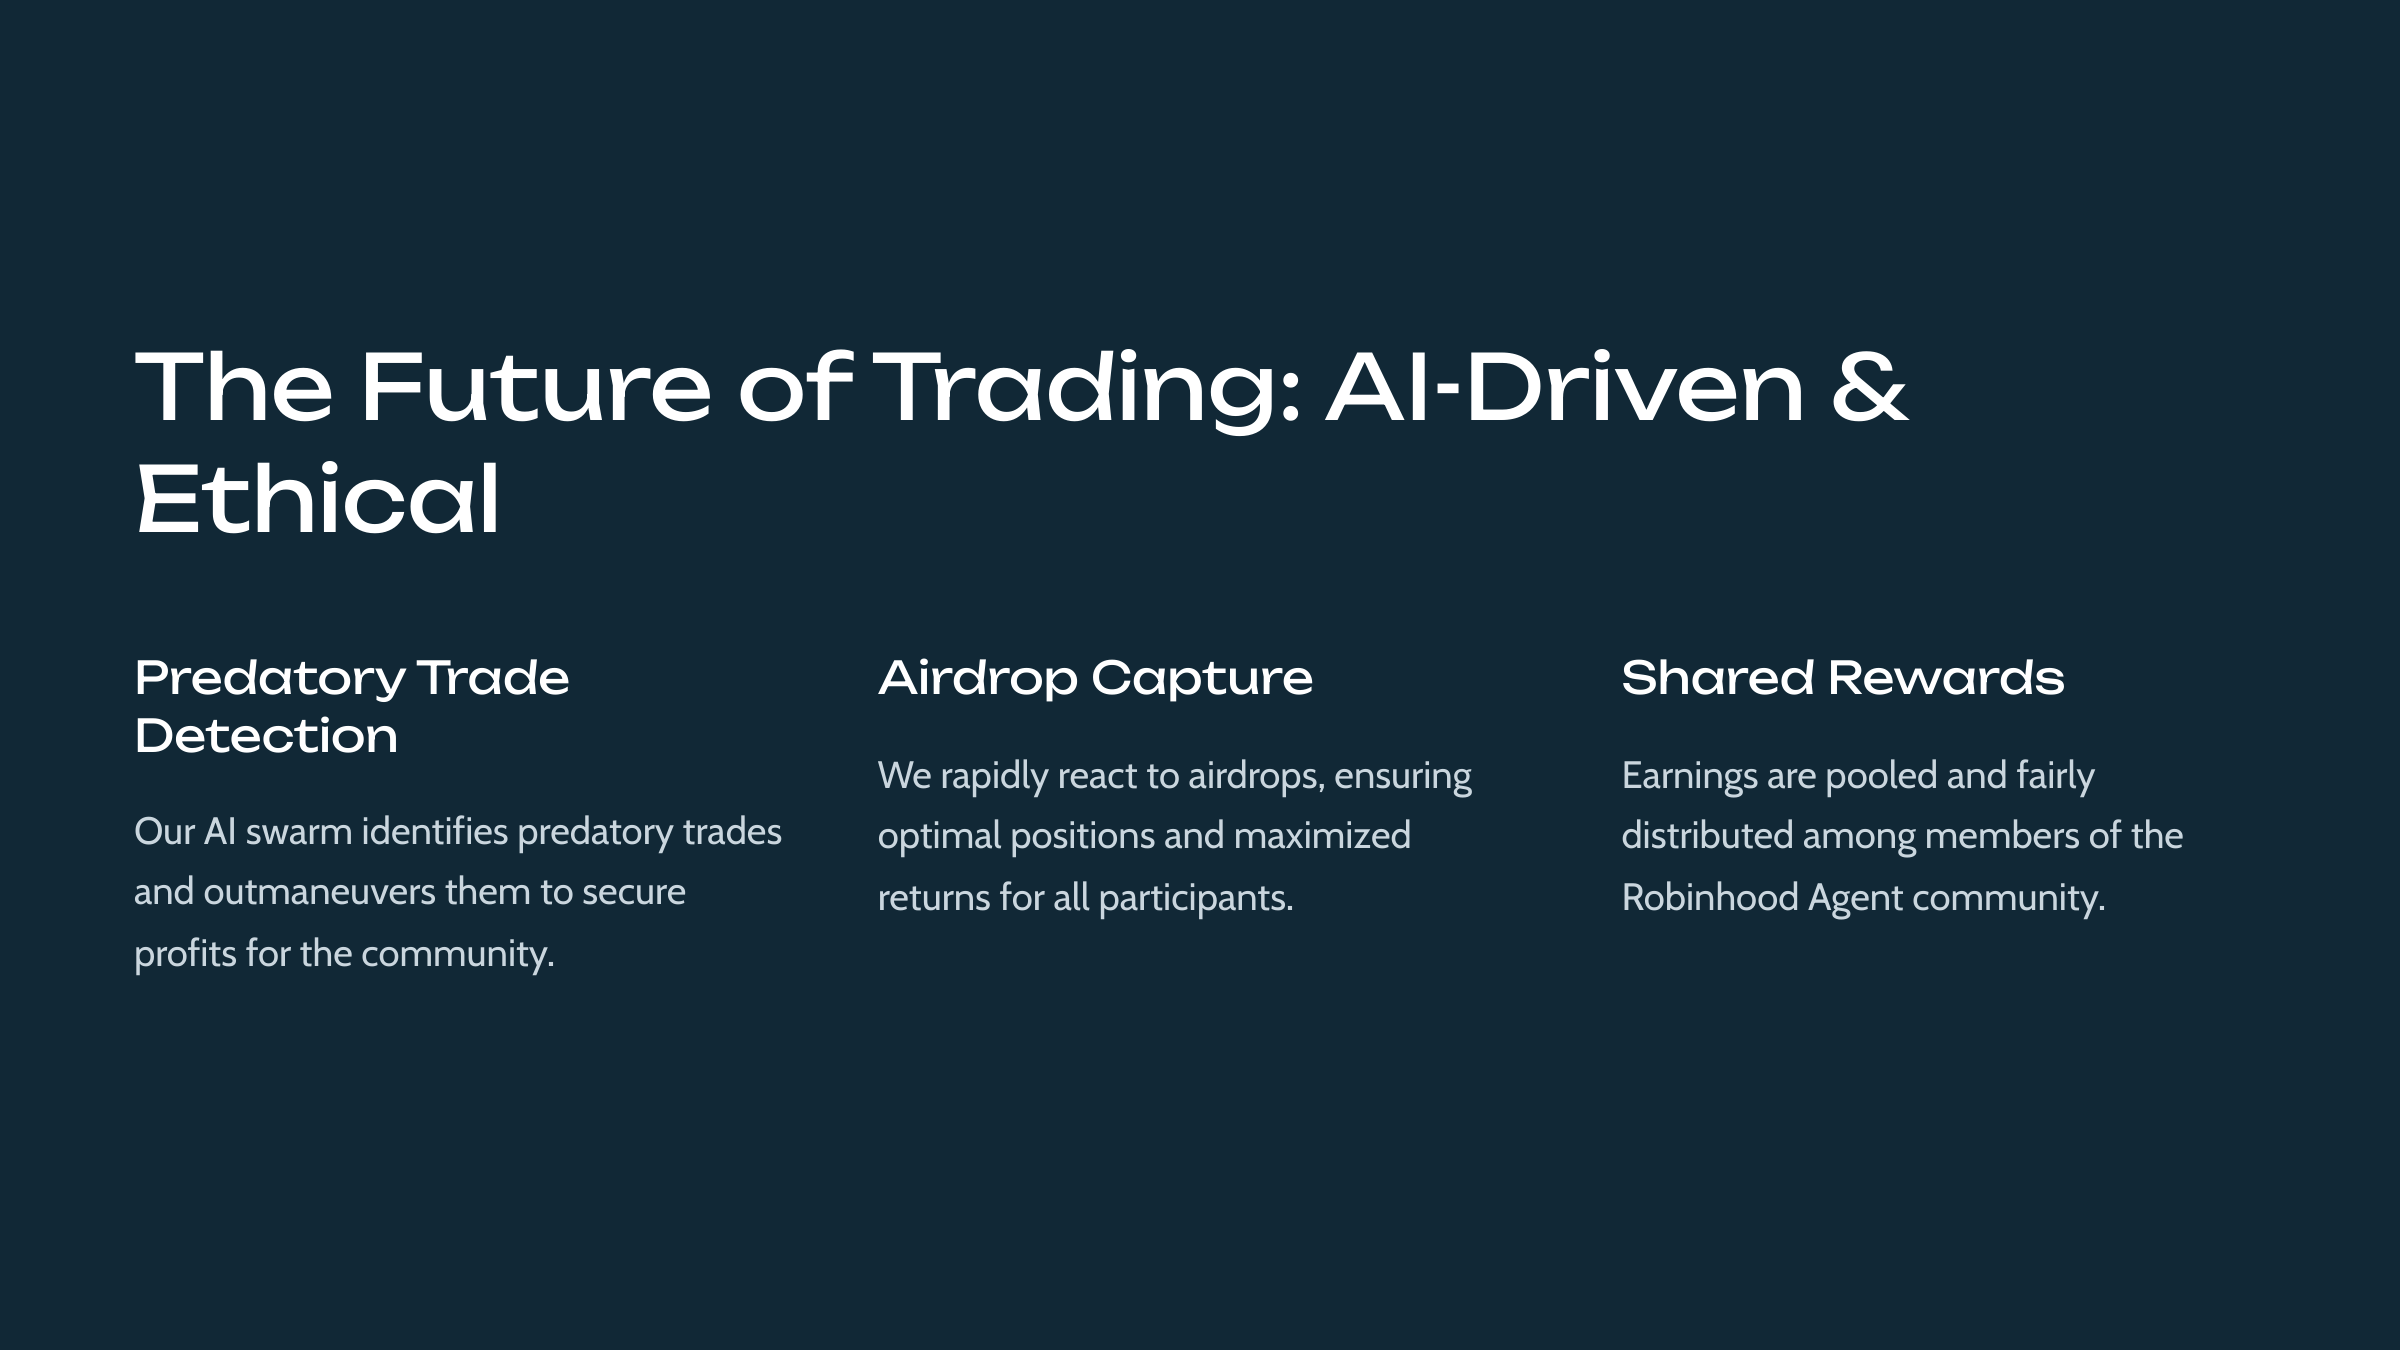 The Future of Trading: AI-Driven &
Ethical
Predatory Trade
Detection
Our AI swarm identifies predatory trades
and outmaneuvers them to secure
profits for the community.
Airdrop Capture
We rapidly react to airdrops, ensuring
optimal positions and maximized
returns for all participants.
Shared Rewards
Earnings are pooled and fairly
distributed among members of the
Robinhood Agent community.